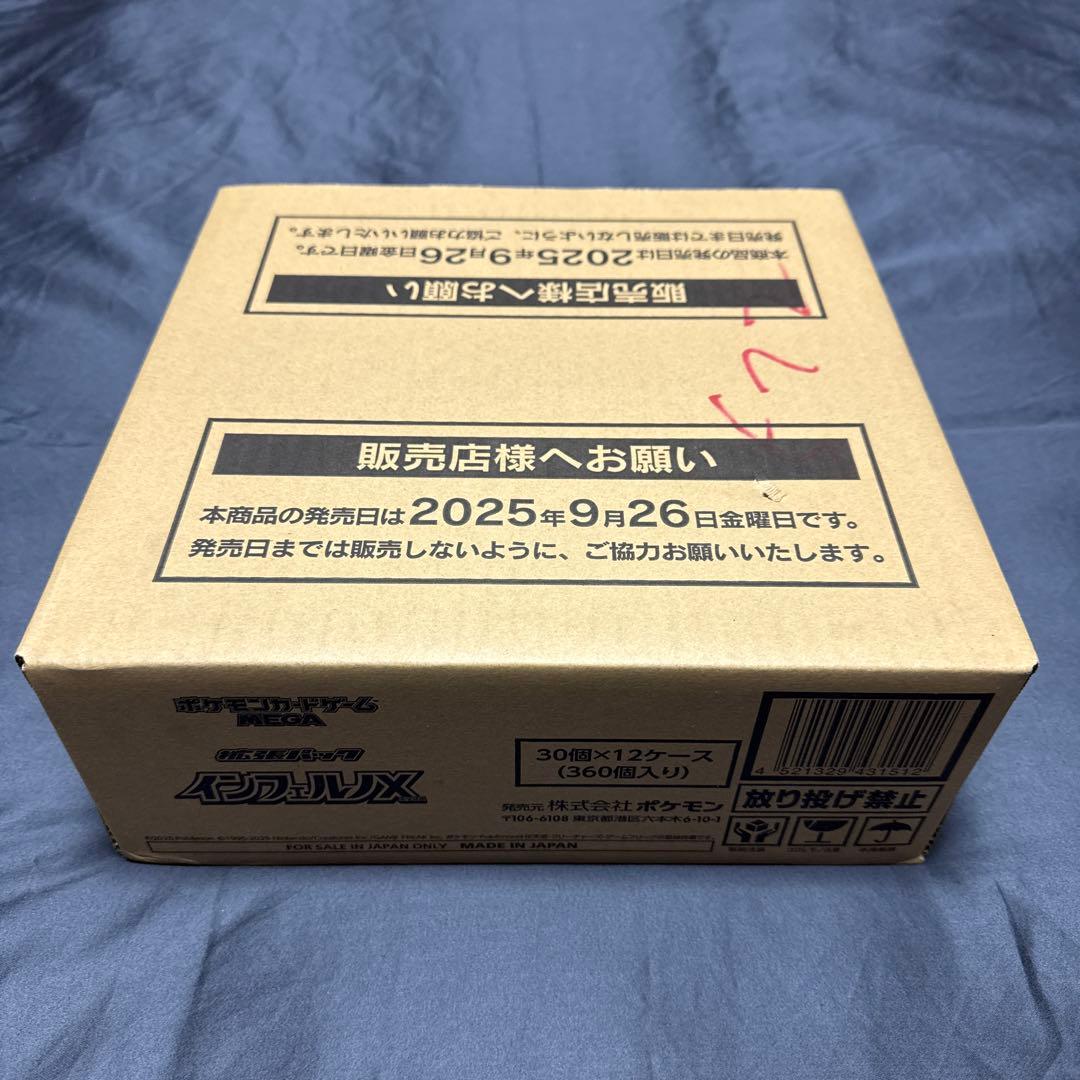 本商品の発売日は2025年9月26日金曜日です。
発売日までは販売しないように、ご協力お願いいたします。
販売店様へお願い
販売店様へお願い
本商品の発売日は2025年9月26日金曜日です。
発売日までは販売しないように、ご協力お願いいたします。
ポケモンカードゲーム
MEGA
拡張パック
インフェルノX
30個×12ケース
(360個入り)
発売元 株式会社 ポケモン
〒106-6108 東京都港区六本木6-10-1
4 521329 431512
放り投げ禁止
取扱注意
水濡厳禁
FOR SALE IN JAPAN ONLY MADE IN JAPAN